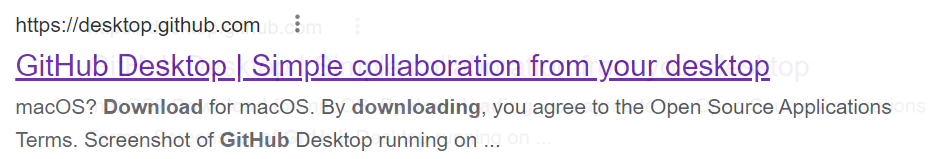 https://desktop.github.com
GitHub Desktop | Simple collaboration from your desktop
macOS? Download for macOS. By downloading, you agree to the Open Source Applications
Terms. Screenshot of GitHub Desktop running on ...